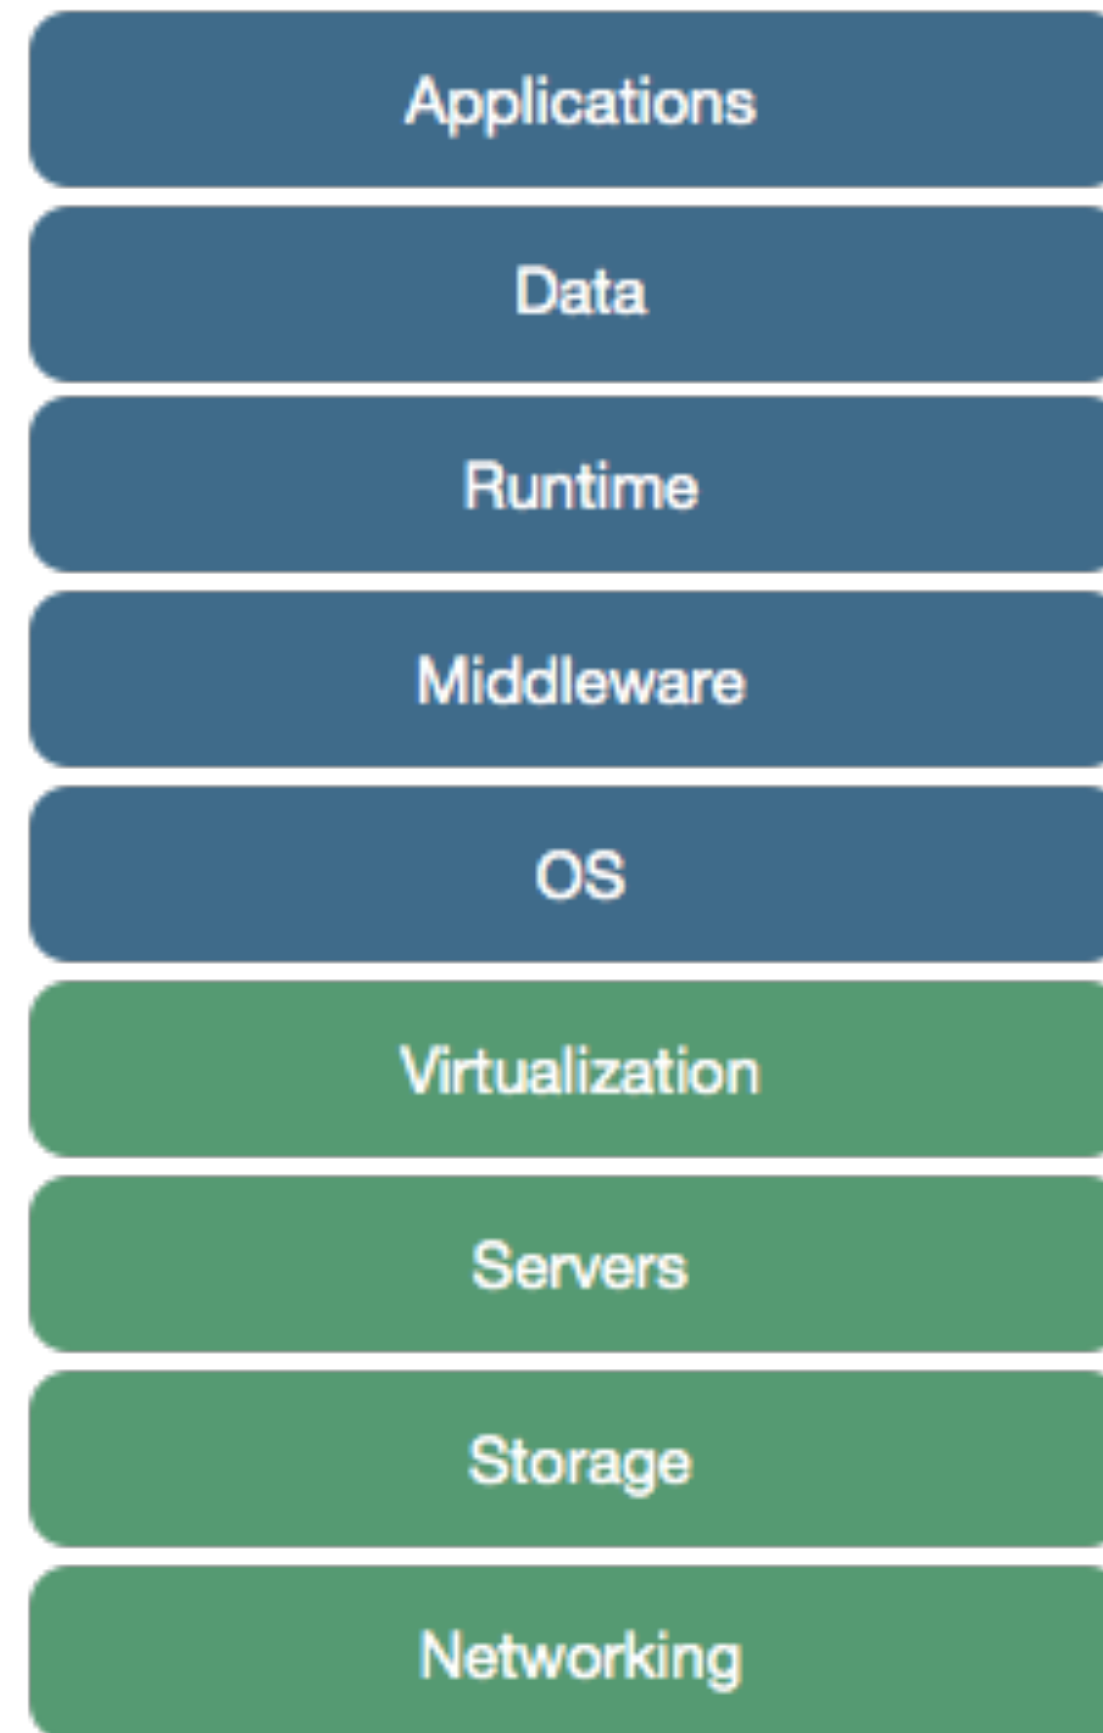 Applications
Data
Runtime
Middleware
OS
Virtualization
Servers
Storage
Networking